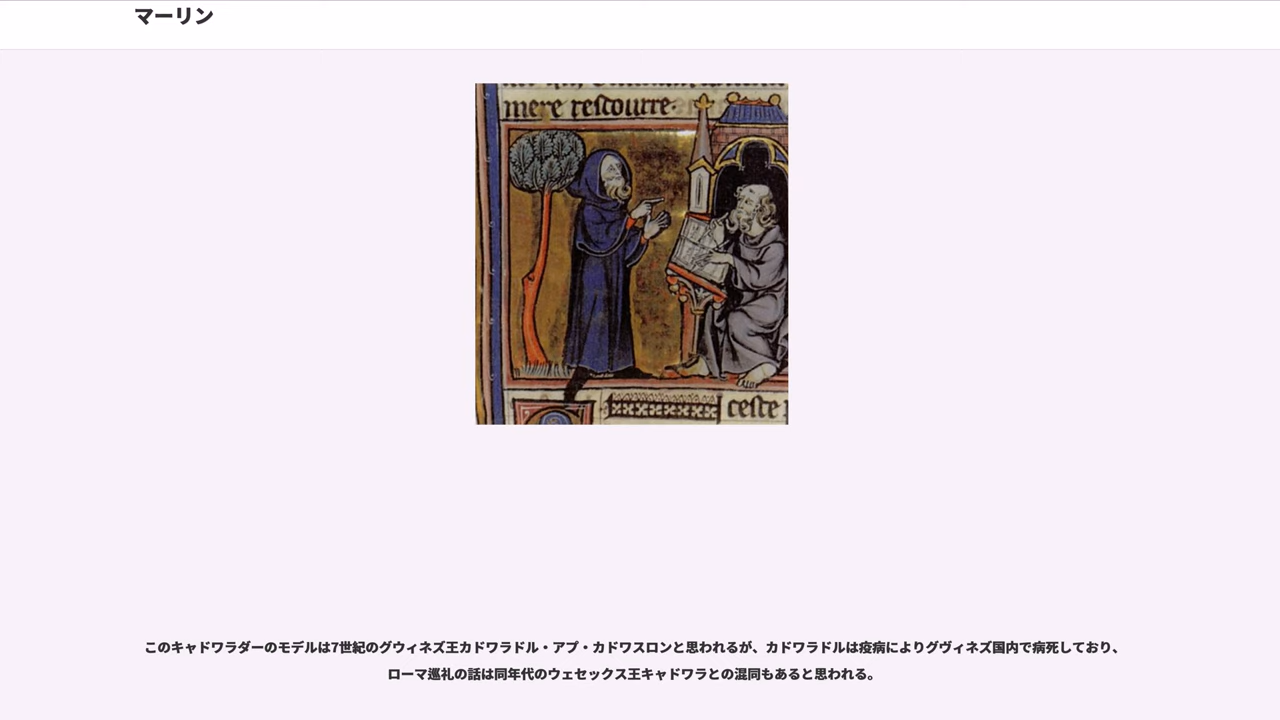 マーリン
mere restourre.
ceste
このキャドワラダーのモデルは7世紀のグウィネズ王カドワラドル・アプ・カドワスロンと思われるが、カドワラドルは疫病によりグヴィネズ国内で病死しており、
ローマ巡礼の話は同年代のウェセックス王キャドワラとの混同もあると思われる。